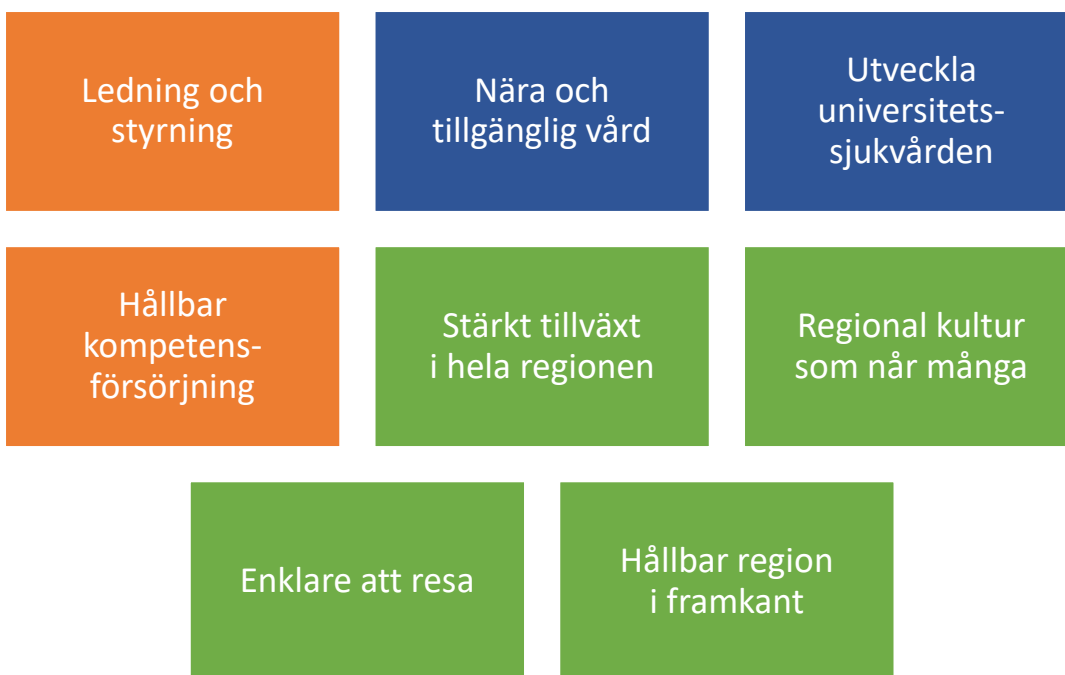 Ledning och
styrning
Nära och
tillgänglig vård
Utveckla
universitets-
sjukvården
Hållbar
kompetens-
försörjning
Stärkt tillväxt
i hela regionen
Regional kultur
som når många
Enklare att resa
Hållbar region
i framkant